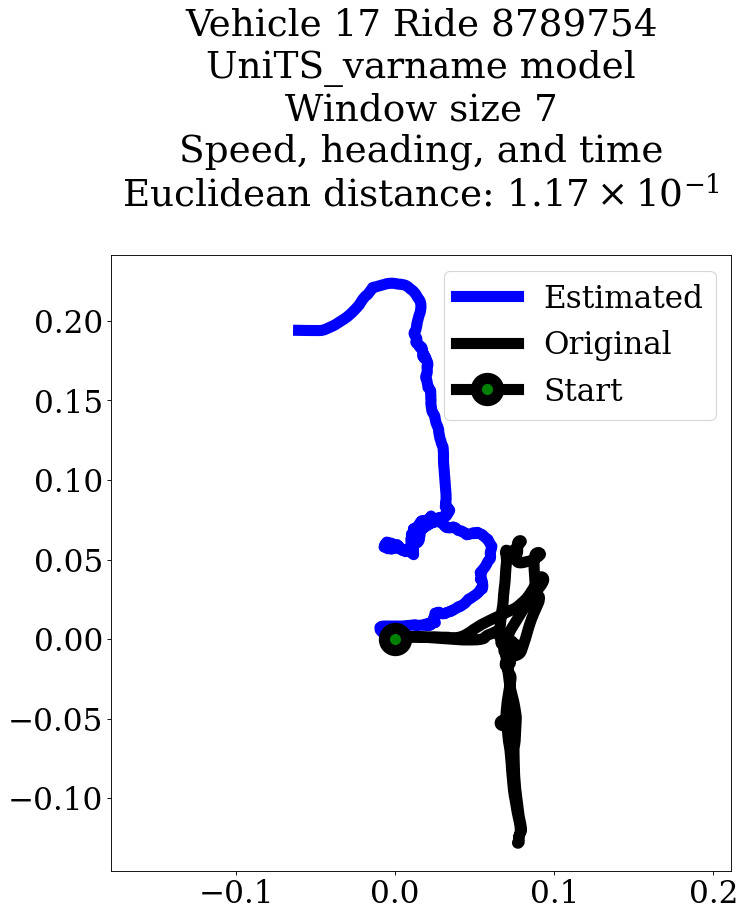 Vehicle 17 Ride 8789754
UniTS_varname model
Window size 7
Speed, heading, and time
Euclidean distance: 1.17 × 10⁻¹
Estimated
Original
Start
0.20
0.15
0.10
0.05
0.00
−0.05
−0.10
−0.1 0.0 0.1 0.2